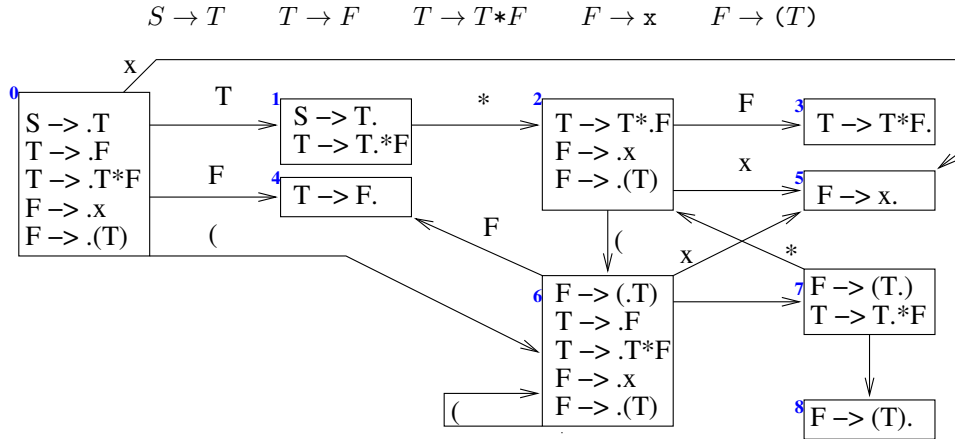 S → T T → F T → T*F F → x F → (T)
x
0
S –> .T
T –> .F
T –> .T*F
F –> .x
F –> .(T)
T
F
(
1
S –> T.
T –> T.*F
*
2
T –> T*.F
F –> .x
F –> .(T)
F
3
T –> T*F.
4
T –> F.
x
5
F –> x.
F
(
x
*
6
F –> (.T)
T –> .F
T –> .T*F
F –> .x
F –> .(T)
(
7
F –> (T.)
T –> T.*F
8
F –> (T).